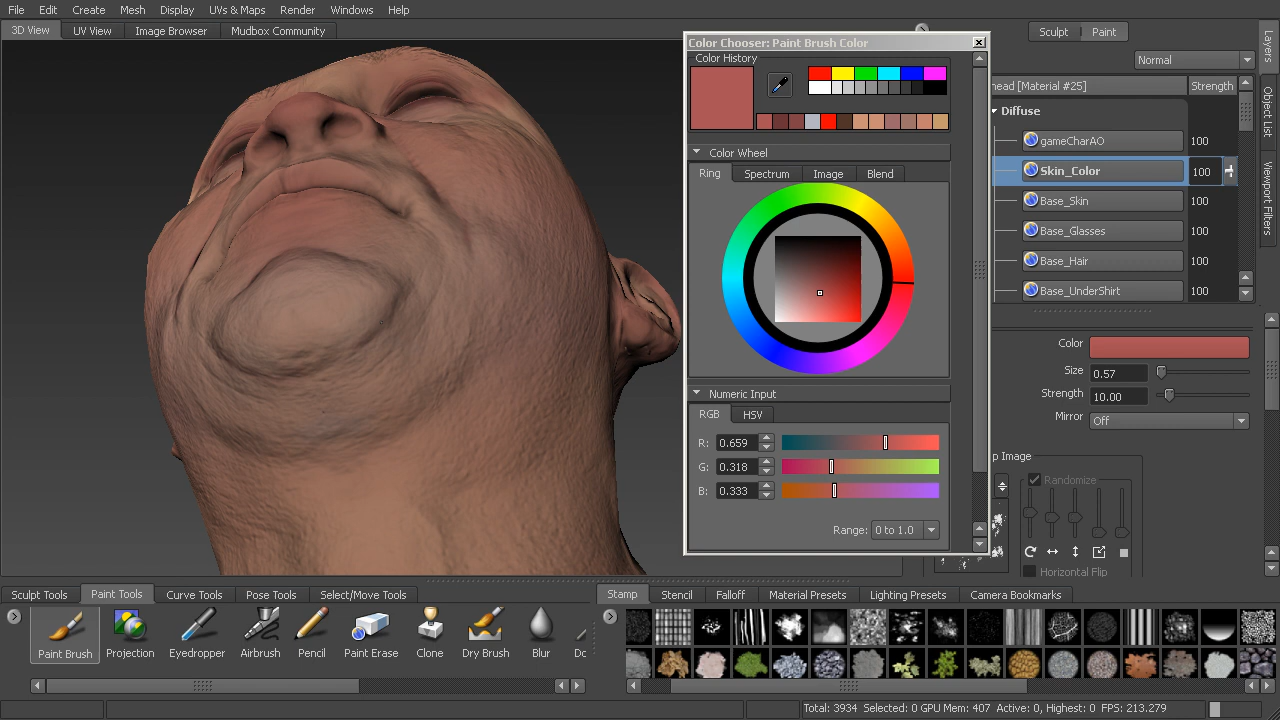 File Edit Create Mesh Display UVs & Maps Render Windows Help
3D View UV View Image Browser Mudbox Community
Color Chooser: Paint Brush Color
Color History
Color Wheel
Ring Spectrum Image Blend
Numeric Input
RGB HSV
R: 0.659
G: 0.318
B: 0.333
Range: 0 to 1.0
Sculpt Paint
Normal
head [Material #25] Strength
Diffuse
gameCharAO 100
Skin_Color 100
Base_Skin 100
Base_Glasses 100
Base_Hair 100
Base_UnderShirt 100
Layers
Object List
Viewport Filters
Color
Size 0.57
Strength 10.00
Mirror Off
p Image
Randomize
Horizontal Flip
Sculpt Tools Paint Tools Curve Tools Pose Tools Select/Move Tools
Paint Brush Projection Eyedropper Airbrush Pencil Paint Erase Clone Dry Brush Blur Do
Stamp Stencil Falloff Material Presets Lighting Presets Camera Bookmarks
Total: 3934 Selected: 0 GPU Mem: 407 Active: 0, Highest: 0 FPS: 213.279